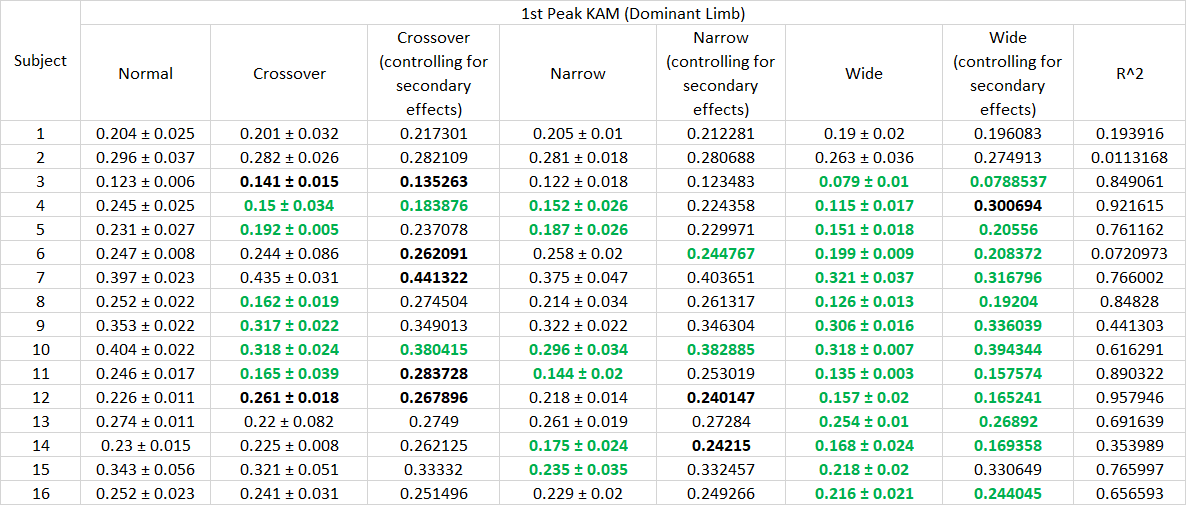 1st Peak KAM (Dominant Limb)
Subject Normal Crossover Crossover (controlling for secondary effects) Narrow Narrow (controlling for secondary effects) Wide Wide (controlling for secondary effects) R^2
1 0.204 ± 0.025 0.201 ± 0.032 0.217301 0.205 ± 0.01 0.212281 0.19 ± 0.02 0.196083 0.193916
2 0.296 ± 0.037 0.282 ± 0.026 0.282109 0.281 ± 0.018 0.280688 0.263 ± 0.036 0.274913 0.0113168
3 0.123 ± 0.006 0.141 ± 0.015 0.135263 0.122 ± 0.018 0.123483 0.079 ± 0.01 0.0788537 0.849061
4 0.245 ± 0.025 0.15 ± 0.034 0.183876 0.152 ± 0.026 0.224358 0.115 ± 0.017 0.300694 0.921615
5 0.231 ± 0.027 0.192 ± 0.005 0.237078 0.187 ± 0.026 0.229971 0.151 ± 0.018 0.20556 0.761162
6 0.247 ± 0.008 0.244 ± 0.086 0.262091 0.258 ± 0.02 0.244767 0.199 ± 0.009 0.208372 0.0720973
7 0.397 ± 0.023 0.435 ± 0.031 0.441322 0.375 ± 0.047 0.403651 0.321 ± 0.037 0.316796 0.766002
8 0.252 ± 0.022 0.162 ± 0.019 0.274504 0.214 ± 0.034 0.261317 0.126 ± 0.013 0.19204 0.84828
9 0.353 ± 0.022 0.317 ± 0.022 0.349013 0.322 ± 0.022 0.346304 0.306 ± 0.016 0.336039 0.441303
10 0.404 ± 0.022 0.318 ± 0.024 0.380415 0.296 ± 0.034 0.382885 0.318 ± 0.007 0.394344 0.616291
11 0.246 ± 0.017 0.165 ± 0.039 0.283728 0.144 ± 0.02 0.253019 0.135 ± 0.003 0.157574 0.890322
12 0.226 ± 0.011 0.261 ± 0.018 0.267896 0.218 ± 0.014 0.240147 0.157 ± 0.02 0.165241 0.957946
13 0.274 ± 0.011 0.22 ± 0.082 0.2749 0.261 ± 0.019 0.27284 0.254 ± 0.01 0.26892 0.691639
14 0.23 ± 0.015 0.225 ± 0.008 0.262125 0.175 ± 0.024 0.24215 0.168 ± 0.024 0.169358 0.353989
15 0.343 ± 0.056 0.321 ± 0.051 0.33332 0.235 ± 0.035 0.332457 0.218 ± 0.02 0.330649 0.765997
16 0.252 ± 0.023 0.241 ± 0.031 0.251496 0.229 ± 0.02 0.249266 0.216 ± 0.021 0.244045 0.656593